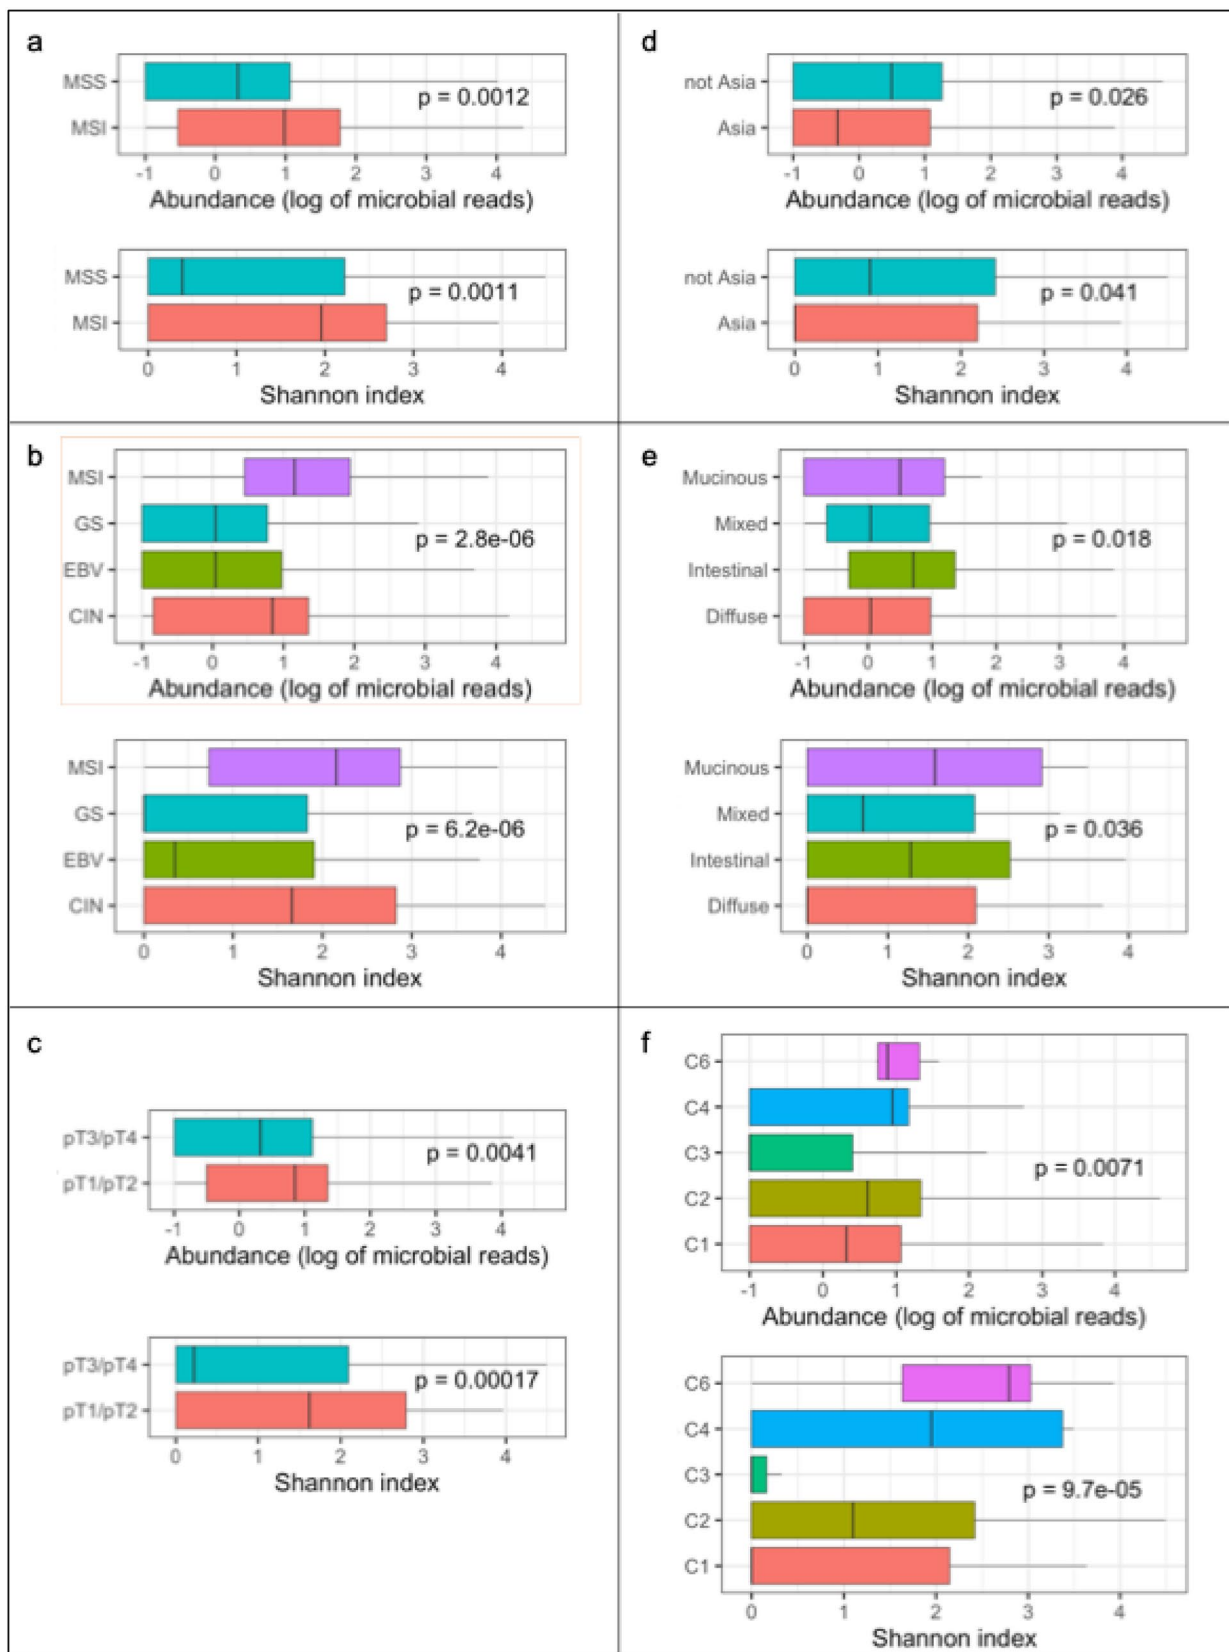 a
MSS
MSI
p = 0.0012
-1 0 1 2 3 4
Abundance (log of microbial reads)
MSS
MSI
p = 0.0011
0 1 2 3 4
Shannon index
d
not Asia
Asia
p = 0.026
-1 0 1 2 3 4
Abundance (log of microbial reads)
not Asia
Asia
p = 0.041
0 1 2 3 4
Shannon index
b
MSI
GS
EBV
CIN
p = 2.8e-06
-1 0 1 2 3 4
Abundance (log of microbial reads)
MSI
GS
EBV
CIN
p = 6.2e-06
0 1 2 3 4
Shannon index
e
Mucinous
Mixed
Intestinal
Diffuse
p = 0.018
-1 0 1 2 3 4
Abundance (log of microbial reads)
Mucinous
Mixed
Intestinal
Diffuse
p = 0.036
0 1 2 3 4
Shannon index
c
pT3/pT4
pT1/pT2
p = 0.0041
-1 0 1 2 3 4
Abundance (log of microbial reads)
pT3/pT4
pT1/pT2
p = 0.00017
0 1 2 3 4
Shannon index
f
C6
C4
C3
C2
C1
p = 0.0071
-1 0 1 2 3 4
Abundance (log of microbial reads)
C6
C4
C3
C2
C1
p = 9.7e-05
0 1 2 3 4
Shannon index